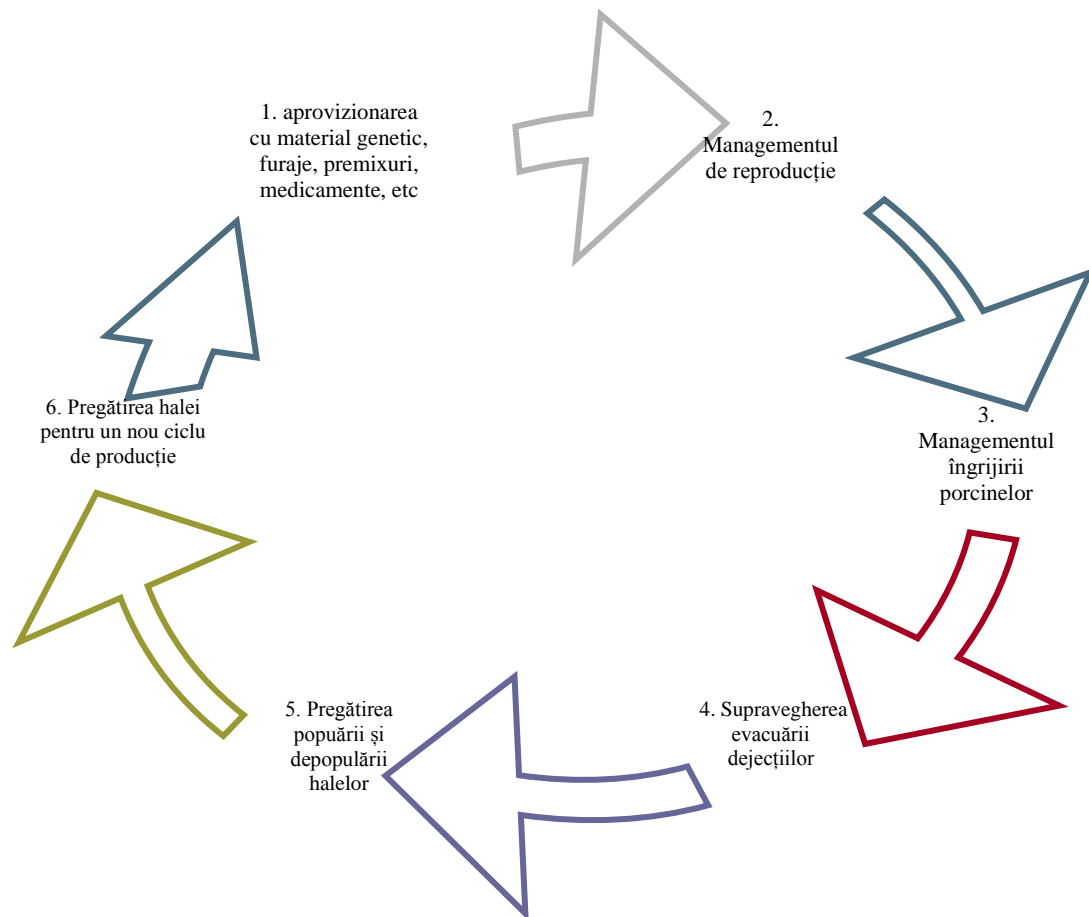 1. aprovizionarea
cu material genetic,
furaje, premixuri,
medicamente, etc
2.
Managementul
de reproducție
3.
Managementul
îngrijirii
porcinelor
4. Supravegherea
evacuării
dejecțiilor
5. Pregătirea
popuării și
depopulării
halelor
6. Pregătirea halei
pentru un nou ciclu
de producție